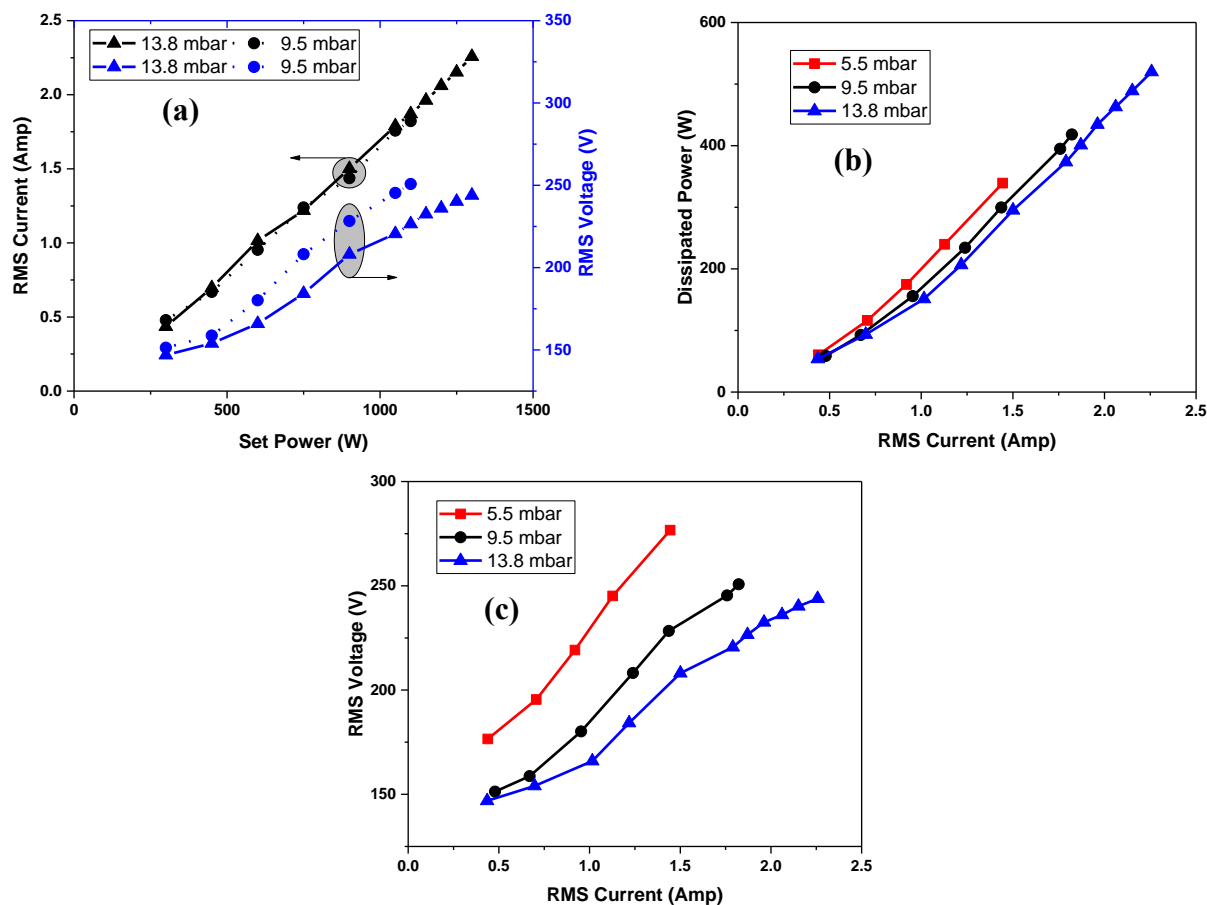 2.5
2.0
1.5
1.0
0.5
0.0
RMS Current (Amp)
13.8 mbar 9.5 mbar
13.8 mbar 9.5 mbar
(a)
350
300
250
200
150
RMS Voltage (V)
0 500 1000 1500
Set Power (W)
600
400
200
0
Dissipated Power (W)
5.5 mbar
9.5 mbar
13.8 mbar
(b)
0.0 0.5 1.0 1.5 2.0 2.5
RMS Current (Amp)
300
250
200
150
RMS Voltage (V)
5.5 mbar
9.5 mbar
13.8 mbar
(c)
0.0 0.5 1.0 1.5 2.0 2.5
RMS Current (Amp)